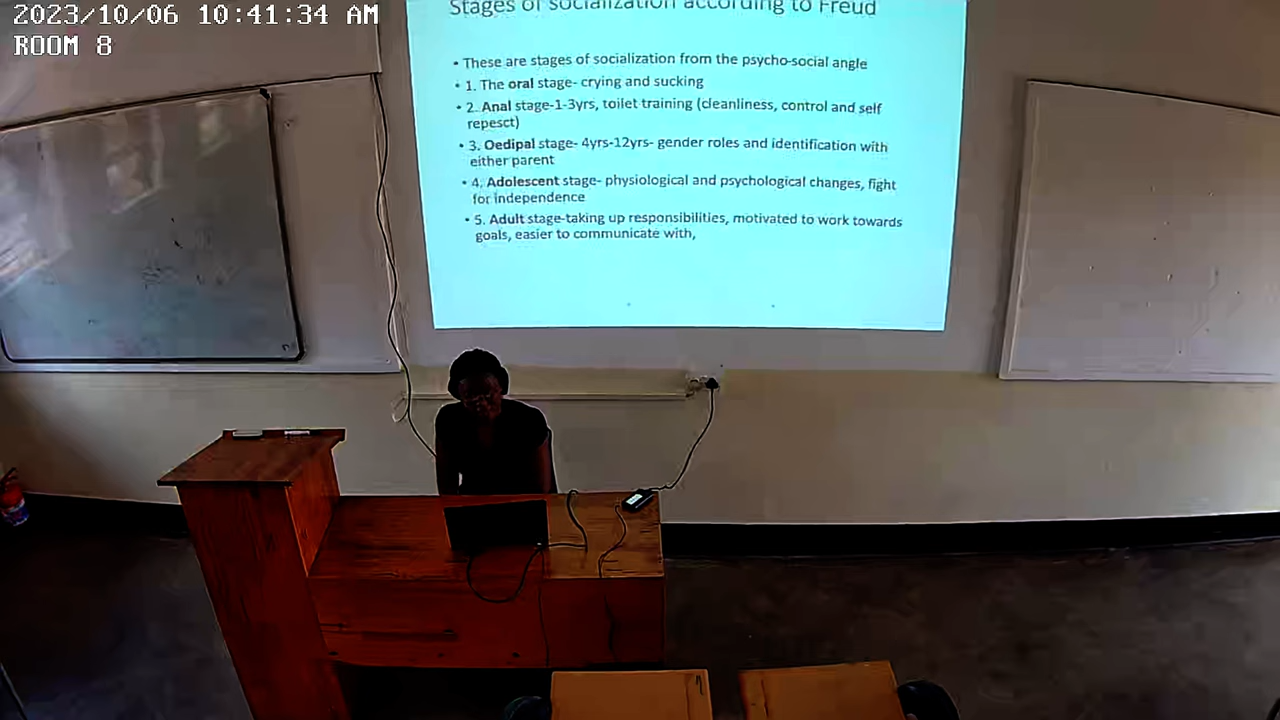 2023/10/06 10:41:34 AM
ROOM 8
Stages of socialization according to Freud
• These are stages of socialization from the psycho-social angle
• 1. The oral stage- crying and sucking
• 2. Anal stage-1-3yrs, toilet training (cleanliness, control and self
repesct)
• 3. Oedipal stage- 4yrs-12yrs- gender roles and identification with
either parent
• 4. Adolescent stage- physiological and psychological changes, fight
for independence
• 5. Adult stage-taking up responsibilities, motivated to work towards
goals, easier to communicate with,